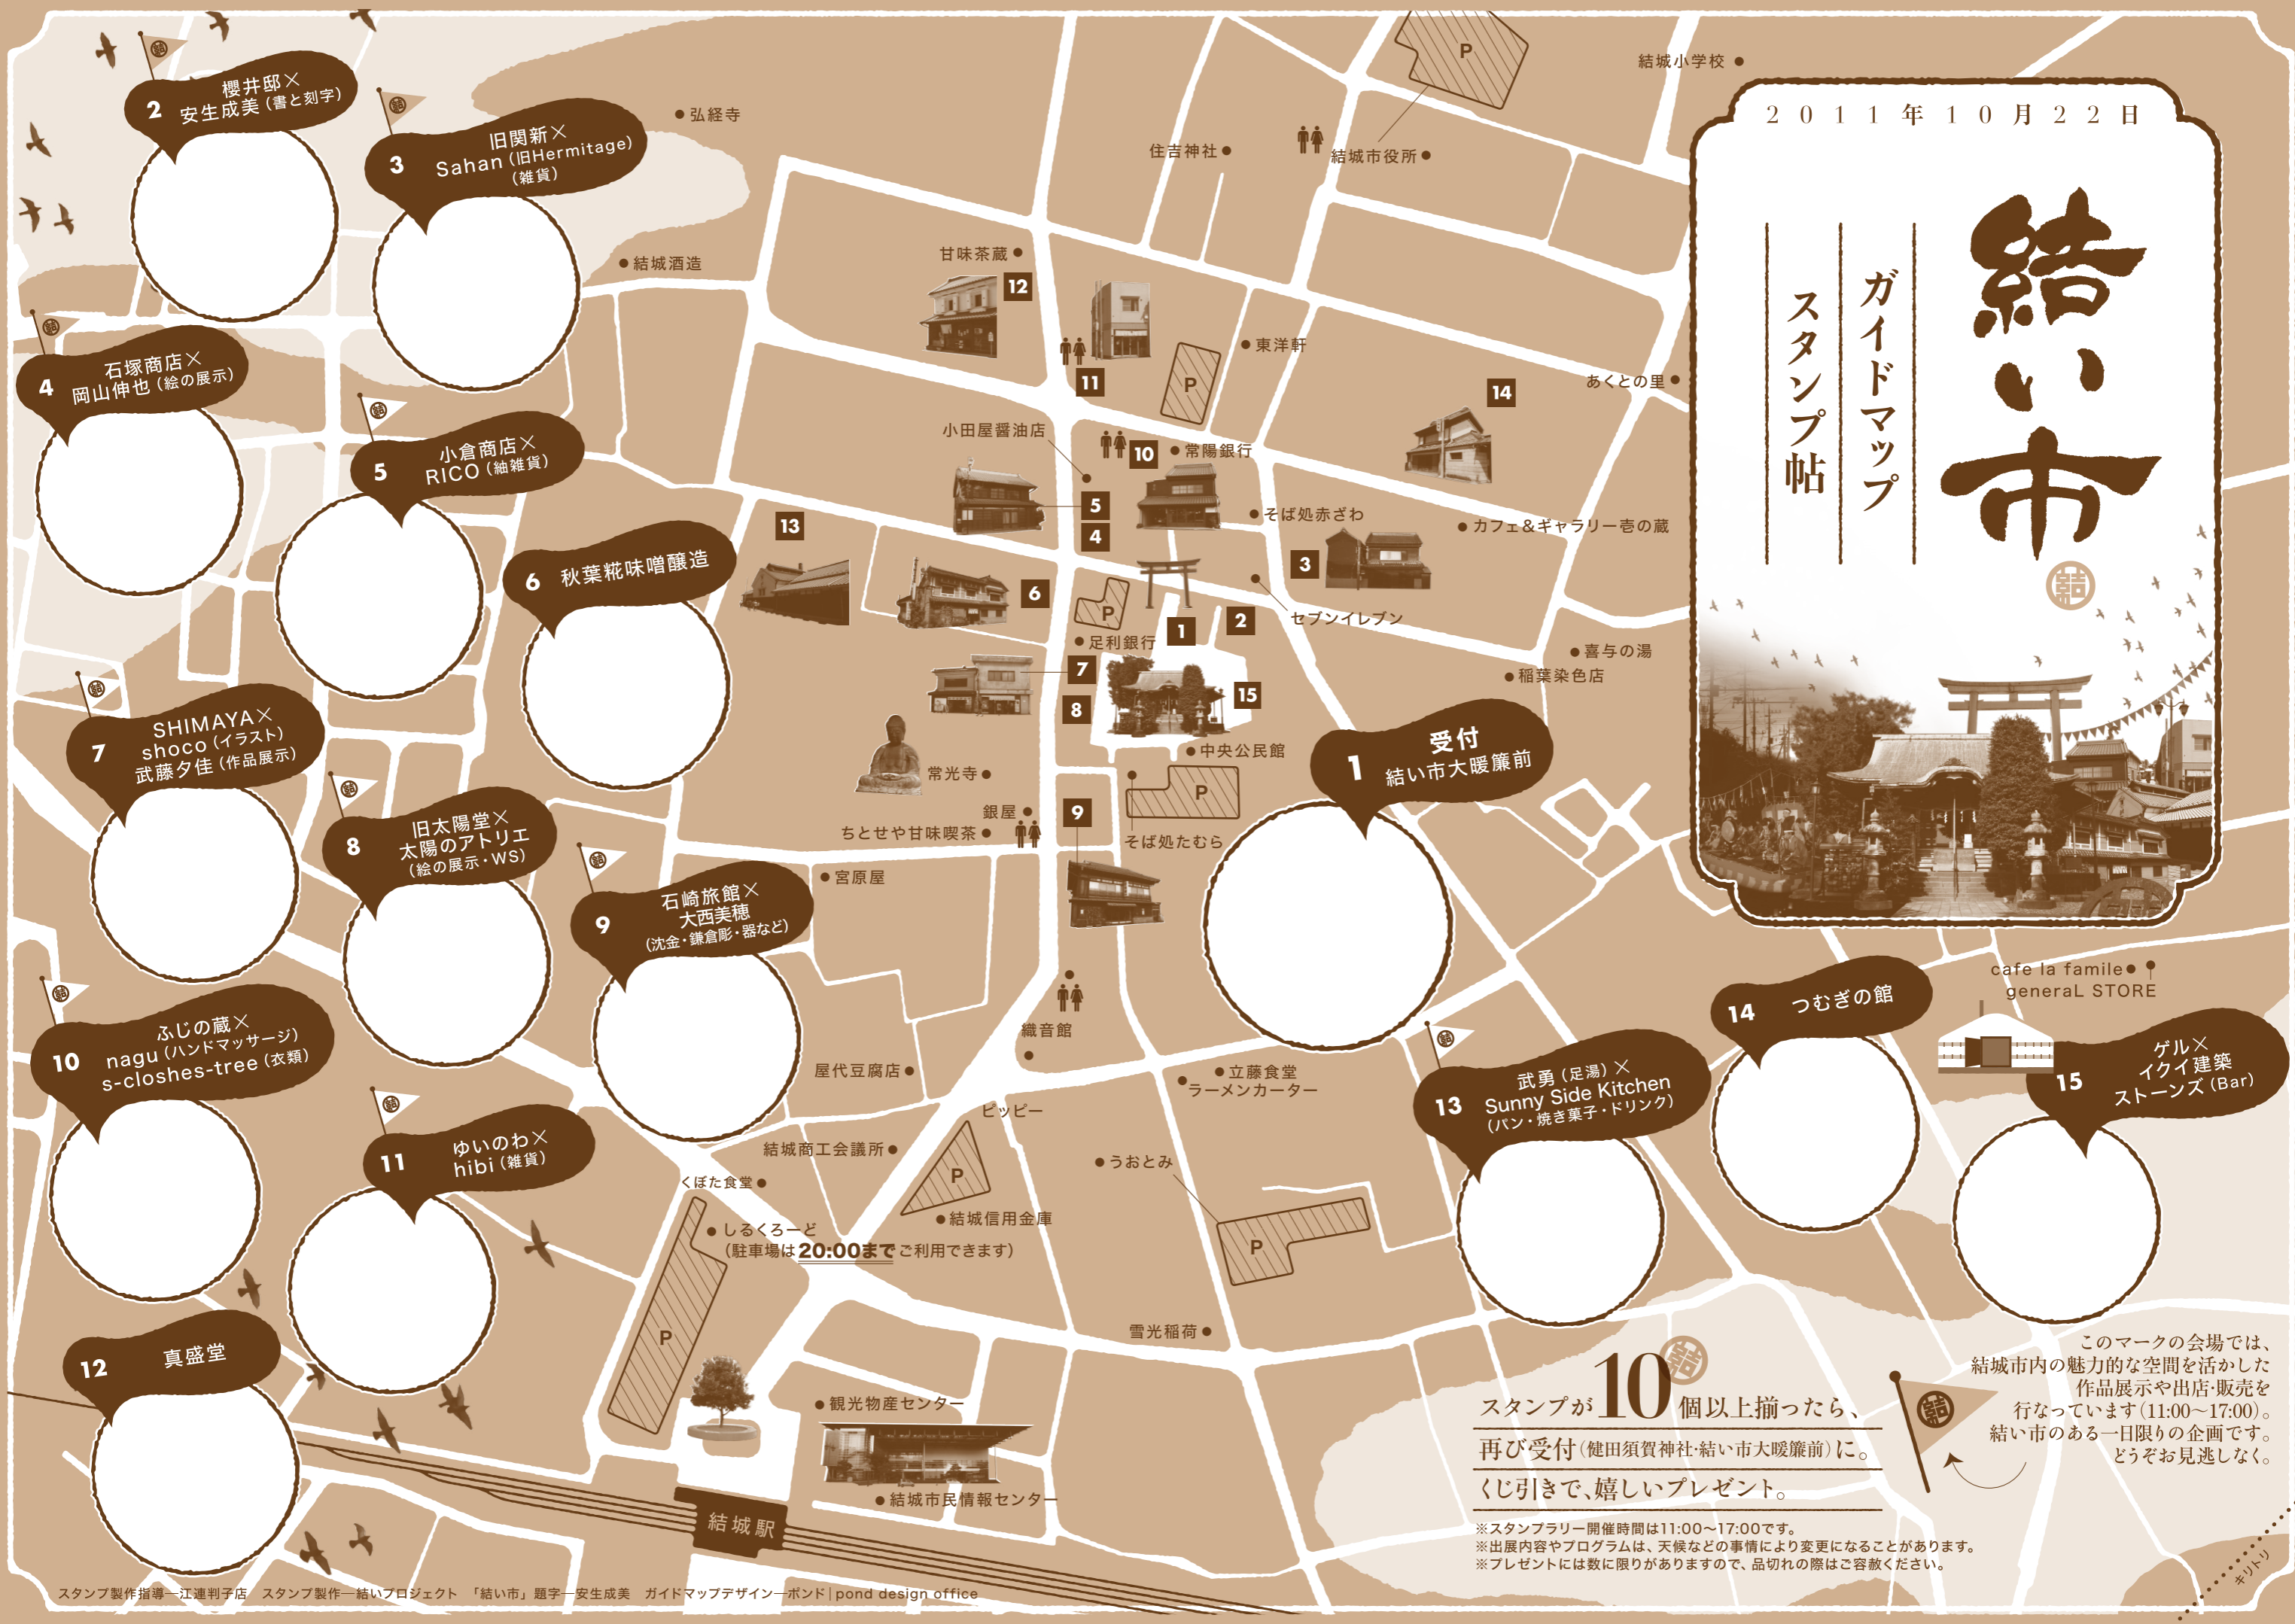 2011年10月22日
結い市
ガイドマップ
スタンプ帖
2
櫻井邸×
安生成美（書と刻字）
3
旧関新×
Sahan（旧Hermitage）
（雑貨）
4
石塚商店×
岡山伸也（絵の展示）
5
小倉商店×
RICO（紬雑貨）
6
秋葉糀味噌醸造
7
SHIMAYA×
shoco（イラスト）
武藤夕佳（作品展示）
8
旧太陽堂×
太陽のアトリエ
（絵の展示・WS）
9
石崎旅館×
大西美穂
（沈金・鎌倉彫・器など）
10
ふじの蔵×
nagu（ハンドマッサージ）
s-closhes-tree（衣類）
11
ゆいのわ×
hibi（雑貨）
12
真盛堂
1
受付
結い市大暖簾前
13
武勇（足湯）×
Sunny Side Kitchen
（パン・焼き菓子・ドリンク）
14
つむぎの館
15
ゲル×
イクイ建築
ストーンズ（Bar）
弘経寺
結城酒造
結城小学校
P
住吉神社
結城市役所
甘味茶蔵
12
11
P
東洋軒
あくとの里
14
小田屋醤油店
10
常陽銀行
5
4
そば処赤ざわ
カフェ＆ギャラリー壱の蔵
13
3
6
P
セブンイレブン
1
2
足利銀行
喜与の湯
稲葉染色店
7
8
15
中央公民館
常光寺
P
銀屋
9
ちとせや甘味喫茶
そば処たむら
宮原屋
cafe la famile
generaL STORE
織音館
屋代豆腐店
立藤食堂
ラーメンカーター
ピッピー
結城商工会議所
P
うおとみ
くぼた食堂
結城信用金庫
しるくろーど
（駐車場は20:00までご利用できます）
P
P
雪光稲荷
観光物産センター
結城市民情報センター
結城駅
スタンプが10個以上揃ったら、
再び受付（健田須賀神社・結い市大暖簾前）に。
くじ引きで、嬉しいプレゼント。
※スタンプラリー開催時間は11:00〜17:00です。
※出展内容やプログラムは、天候などの事情により変更になることがあります。
※プレゼントには数に限りがありますので、品切れの際はご容赦ください。
このマークの会場では、
結城市内の魅力的な空間を活かした
作品展示や出店・販売を
行なっています（11:00〜17:00）。
結い市のある一日限りの企画です。
どうぞお見逃しなく。
キリトリ
スタンプ製作指導―江連判子店　スタンプ製作―結いプロジェクト　「結い市」題字―安生成美　ガイドマップデザイン―ポンド｜pond design office